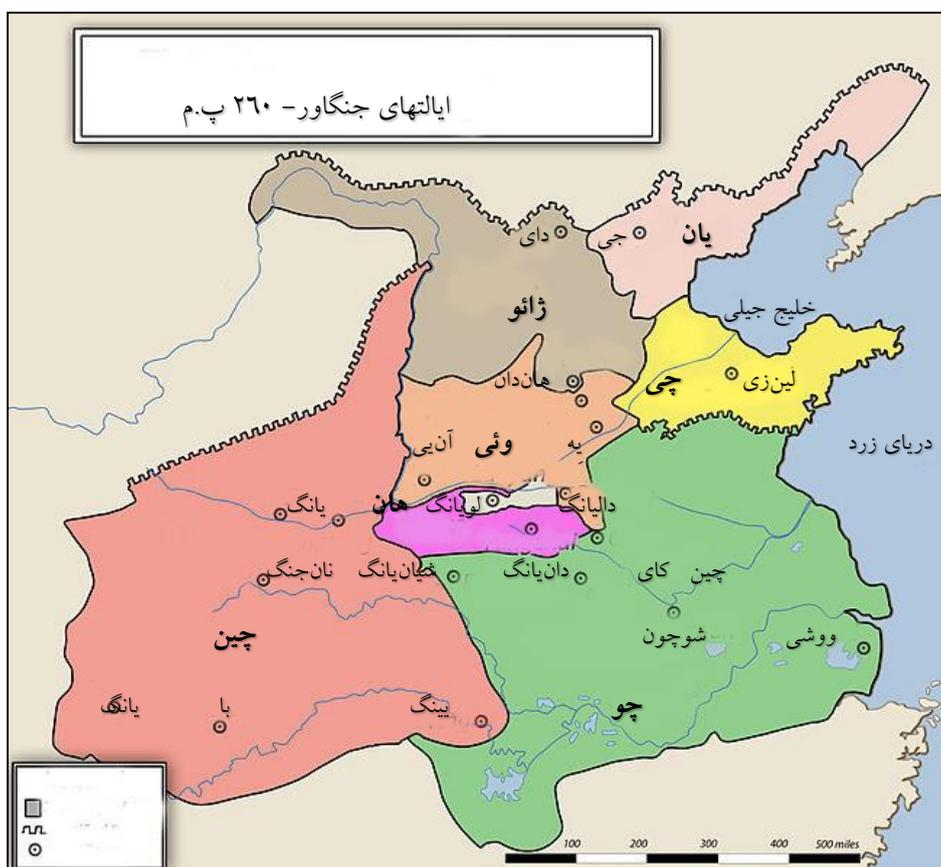 ایالتهای جنگاور- ۲٦۰ پ.م
یان
جی
دای
ژائو
خلیج جیلی
لین‌زی
چی
هان‌دان
دریای زرد
یه
وئی
آن‌یی
دالیانگ
لویانگ
هان
یانگ
چین کای
دان‌یانگ
شیان‌یانگ
نان‌جنگ
چین
شوچون
ووشی
چو
یینگ
با
یانگ
100 200 300 400 500 miles